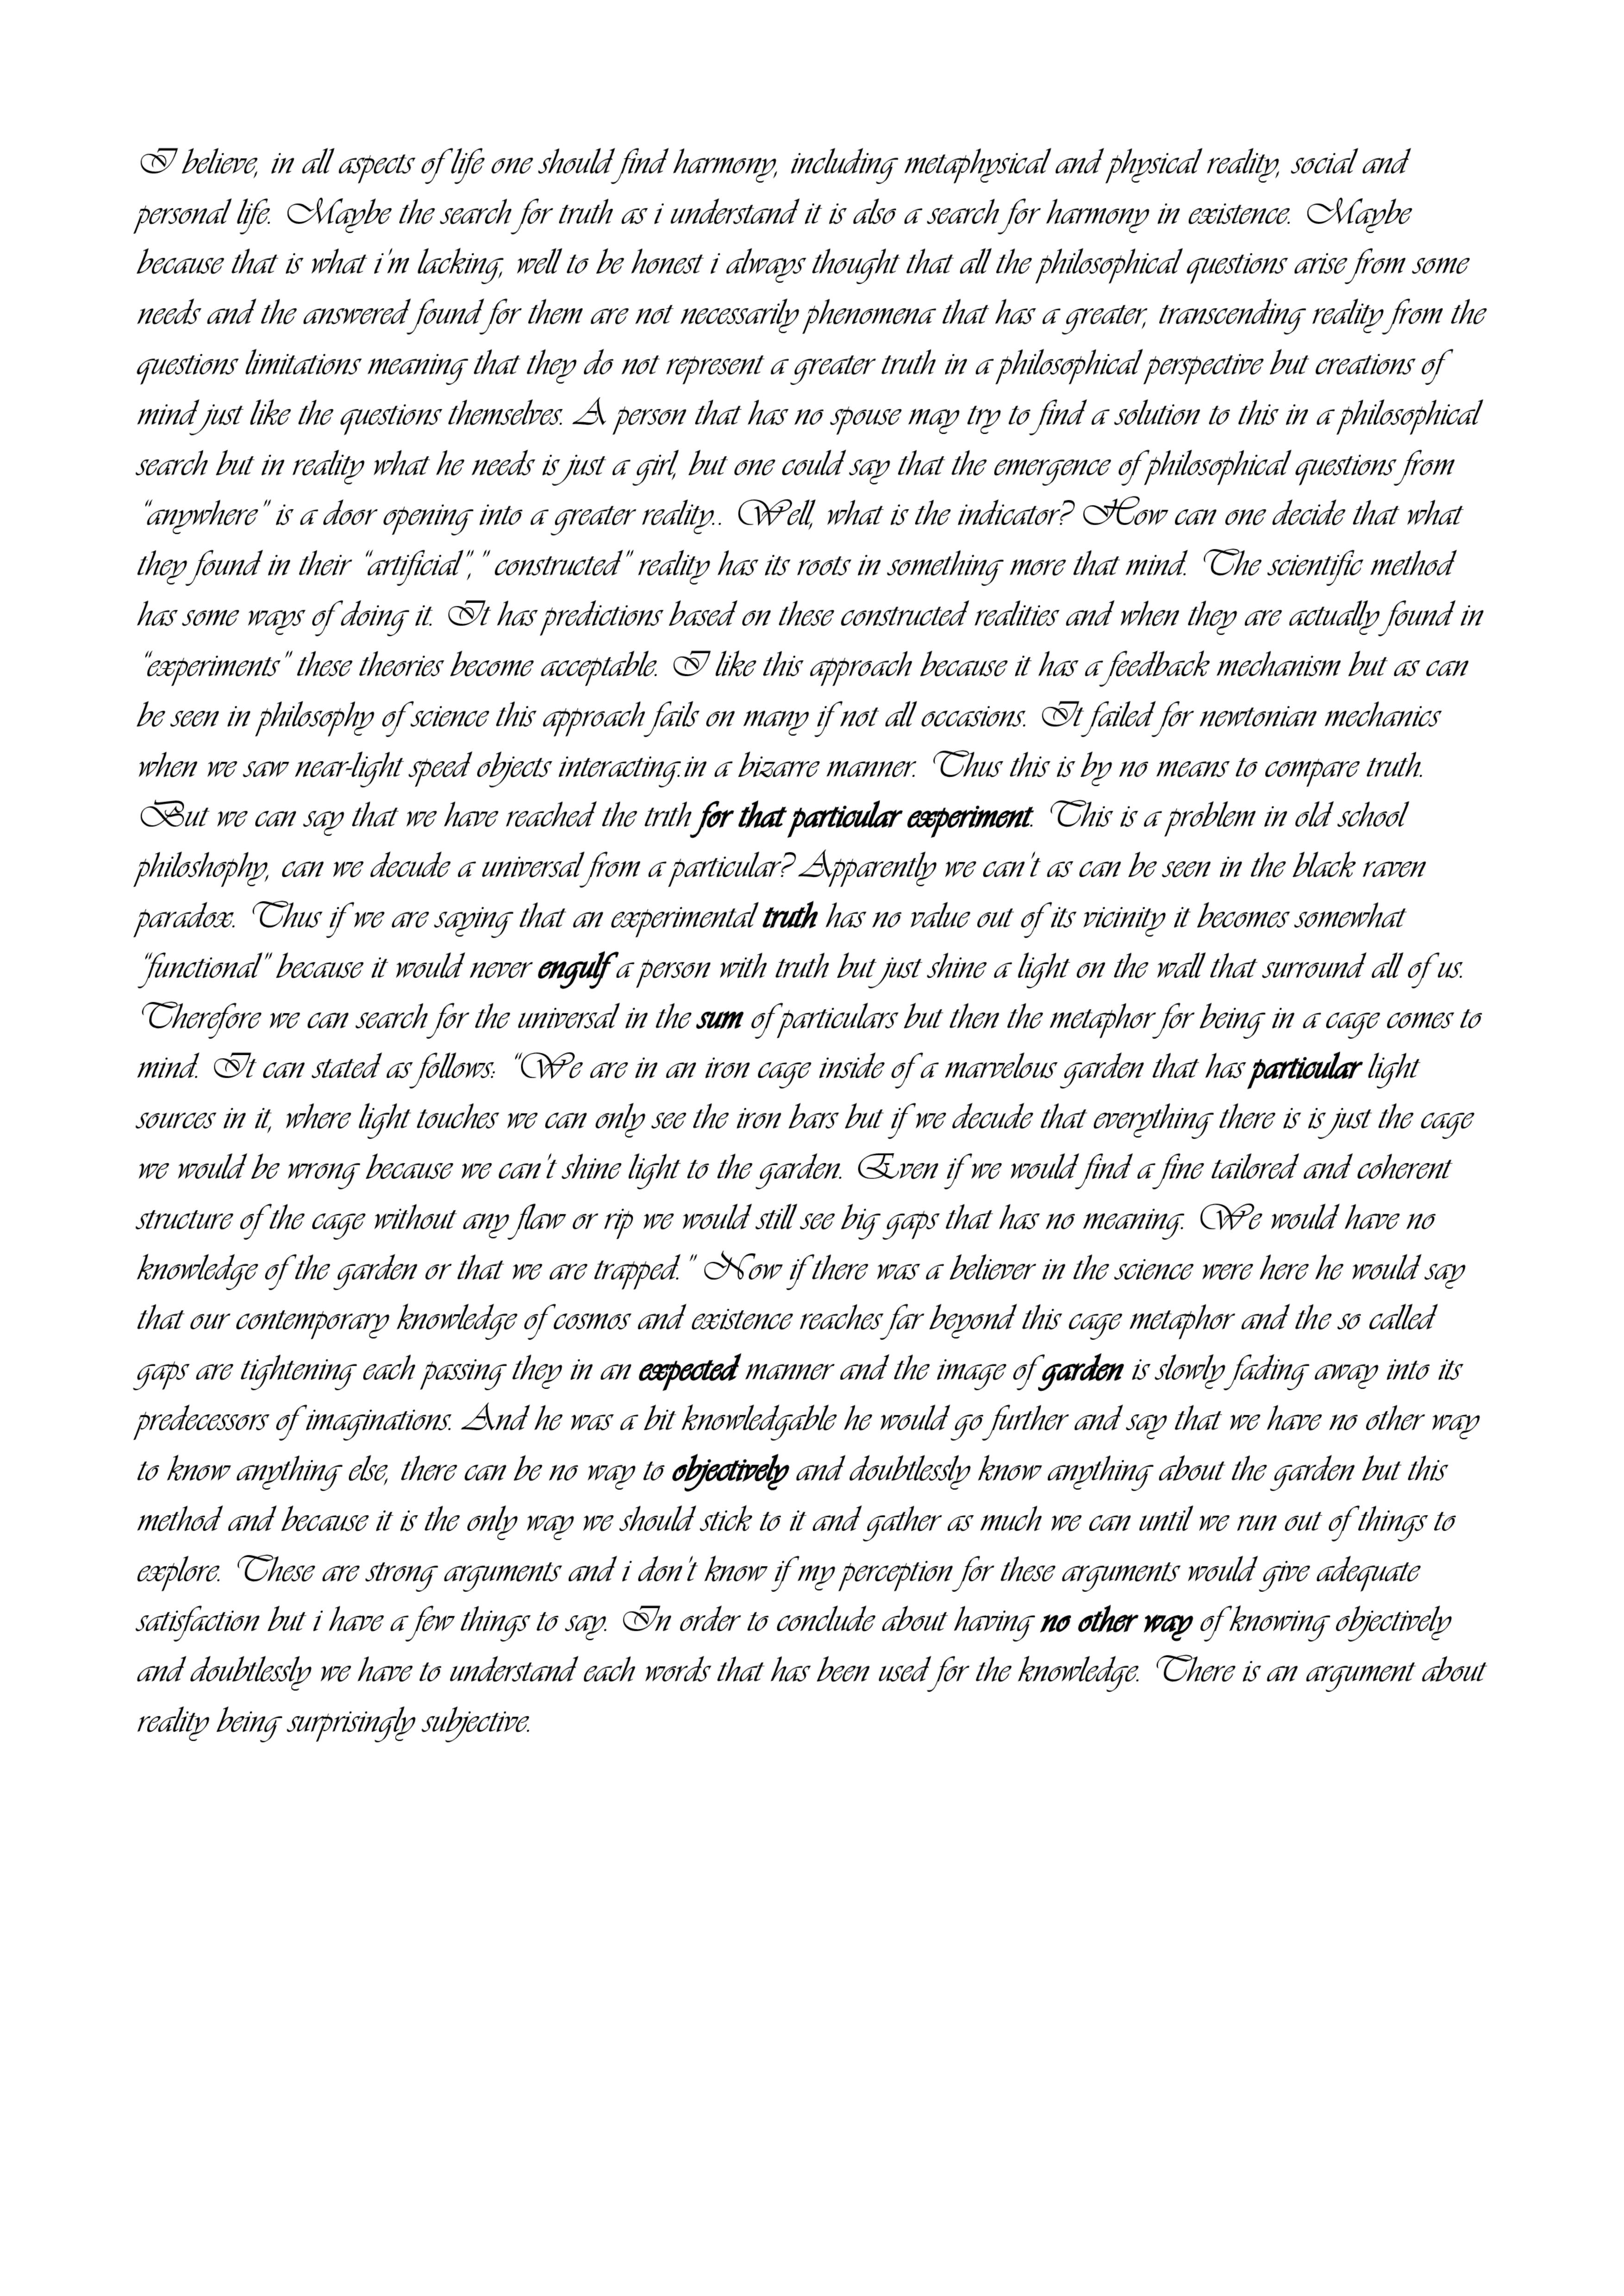 I believe, in all aspects of life one should find harmony, including metaphysical and physical reality, social and
personal life. Maybe the search for truth as i understand it is also a search for harmony in existence. Maybe
because that is what i'm lacking, well to be honest i always thought that all the philosophical questions arise from some
needs and the answered found for them are not necessarily phenomena that has a greater, transcending reality from the
questions limitations meaning that they do not represent a greater truth in a philosophical perspective but creations of
mind just like the questions themselves. A person that has no spouse may try to find a solution to this in a philosophical
search but in reality what he needs is just a girl, but one could say that the emergence of philosophical questions from
“anywhere” is a door opening into a greater reality.. Well, what is the indicator? How can one decide that what
they found in their “artificial”,” constructed” reality has its roots in something more that mind. The scientific method
has some ways of doing it. It has predictions based on these constructed realities and when they are actually found in
“experiments” these theories become acceptable. I like this approach because it has a feedback mechanism but as can
be seen in philosophy of science this approach fails on many if not all occasions. It failed for newtonian mechanics
when we saw near-light speed objects interacting.in a bizarre manner. Thus this is by no means to compare truth.
But we can say that we have reached the trıth for that particular experiment. This is a problem in old school
philoshophy, can we decude a universal from a particular? Apparently we can't as can be seen in the black raven
paradox. Thus if we are saying that an experimental truth has no value out of its vicinity it becomes somewhat
“functional” because it would never engulf a person with truth but just shine a light on the wall that surround all of us.
Therefore we can search for the universal in the sum of particulars but then the metaphor for being in a cage comes to
mind. It can stated as follows: “We are in an iron cage inside of a marvelous garden that has particular light
sources in it, where light touches we can only see the iron bars but if we decude that everything there is is just the cage
we would be wrong because we can't shine light to the garden. Even if we would find a fine tailored and coherent
structure of the cage without any flaw or rip we would still see big gaps that has no meaning. We would have no
knowledge of the garden or that we are trapped.” Now if there was a believer in the science were here he would say
that our contemporary knowledge of cosmos and existence reaches far beyond this cage metaphor and the so called
gaps are tightening each passing they in an expected manner and the image of garden is slowly fading away into its
predecessors of imaginations. And he was a bit knowledgable he would go further and say that we have no other way
to know anything else, there can be no way to objectively and doubtlessly know anything about the garden but this
method and because it is the only way we should stick to it and gather as much we can until we run out of things to
explore. These are strong arguments and i don't know if my perception for these arguments would give adequate
satisfaction but i have a few things to say. In order to conclude about having no other way of knowing objectively
and doubtlessly we have to understand each words that has been used for the knowledge. There is an argument about
reality being surprisingly subjective.